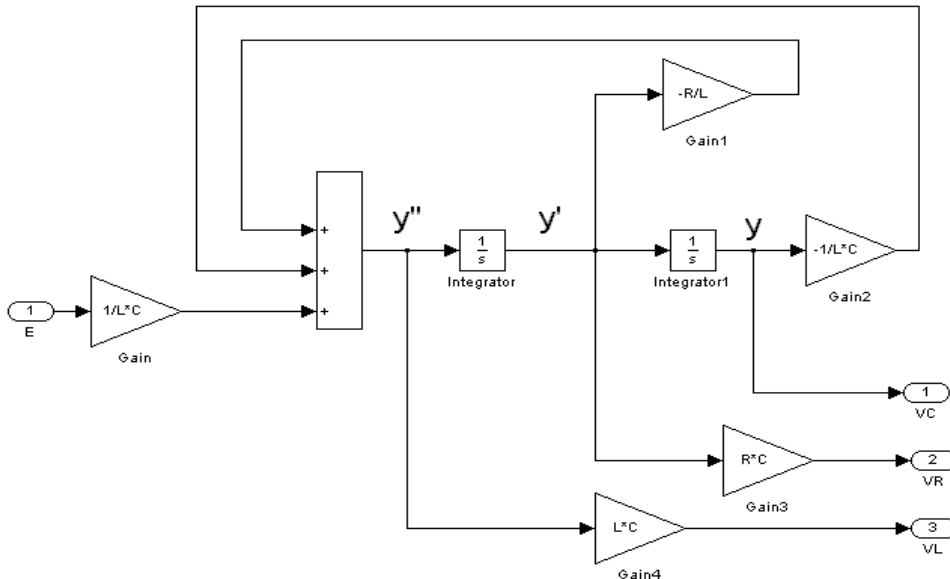 -R/L
Gain1
y''
y'
y
+
+
+
1
s
Integrator
1
s
Integrator1
-1/L*C
Gain2
1
E
1/L*C
Gain
1
VC
R*C
Gain3
2
VR
L*C
Gain4
3
VL